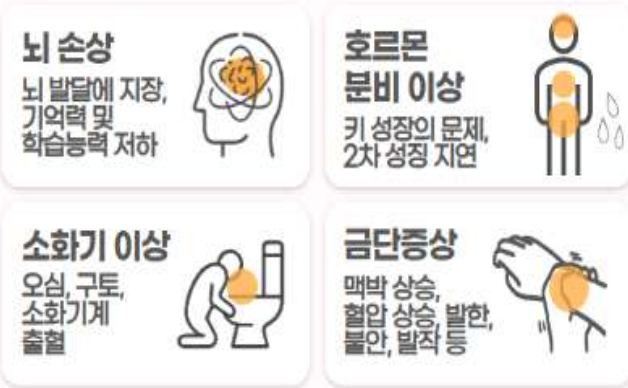 뇌 손상
뇌 발달에 지장,
기억력 및
학습능력 저하
호르몬
분비 이상
키 성장의 문제,
2차 성징 지연
소화기 이상
오심, 구토,
소화기계
출혈
금단증상
맥박 상승,
혈압 상승, 발한,
불안, 발작 등